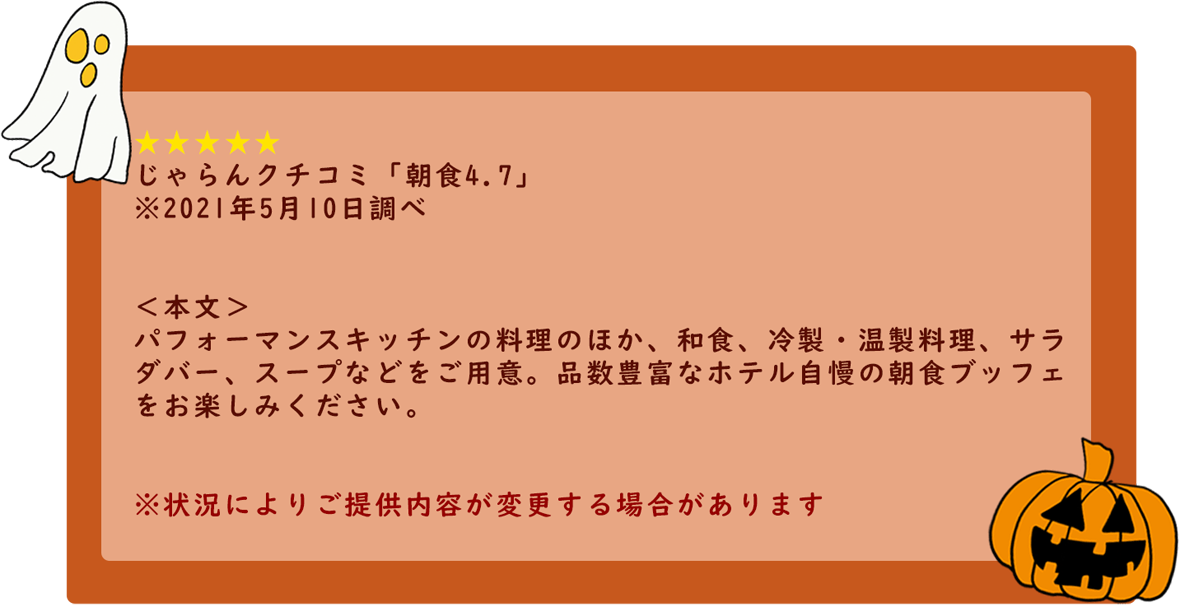 ★★★★★
じゃらんクチコミ「朝食4.7」
※2021年5月10日調べ
＜本文＞
パフォーマンスキッチンの料理のほか、和食、冷製・温製料理、サラ
ダバー、スープなどをご用意。品数豊富なホテル自慢の朝食ブッフェ
をお楽しみください。
※状況によりご提供内容が変更する場合があります